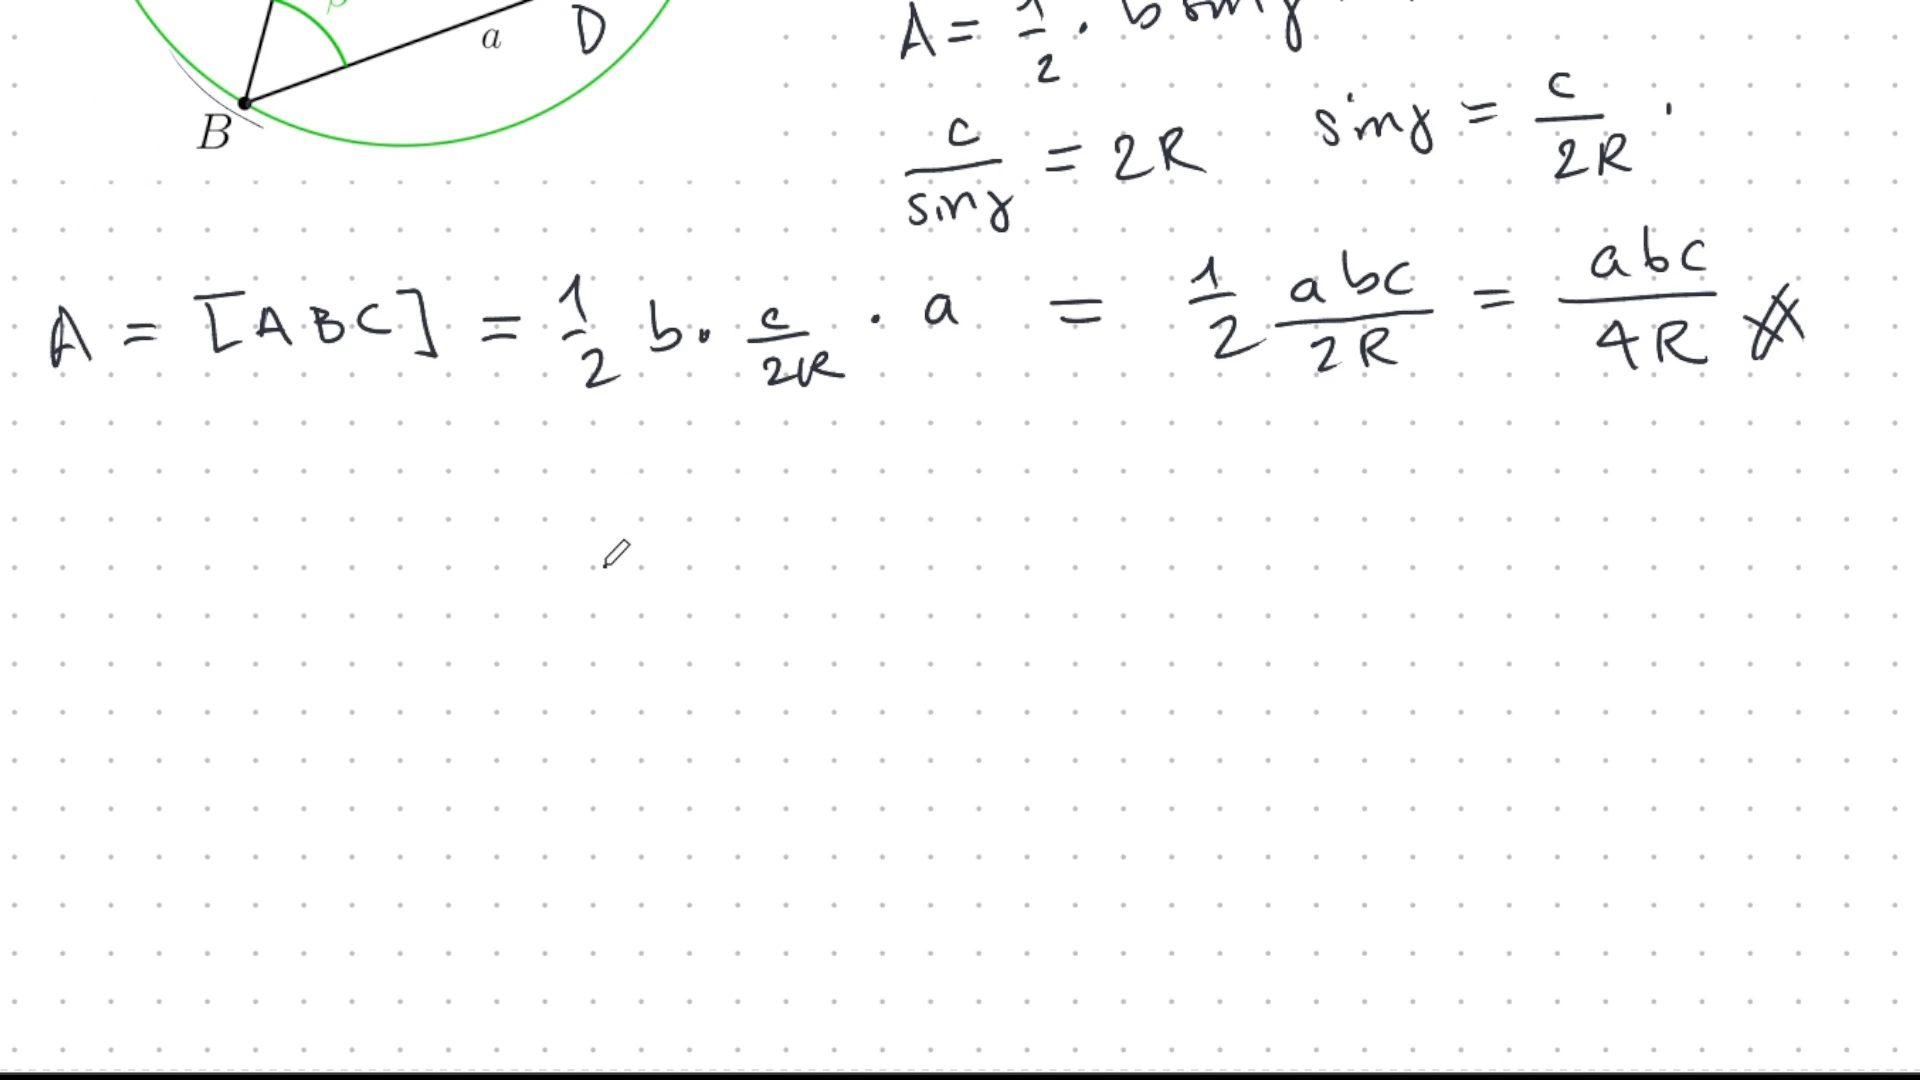 β
a
D
B
A = 1/2 · b sin γ
c/sin γ = 2R sin γ = c/2R .
A = [ABC] = 1/2 b · c/2R · a = 1/2 abc/2R = abc/4R